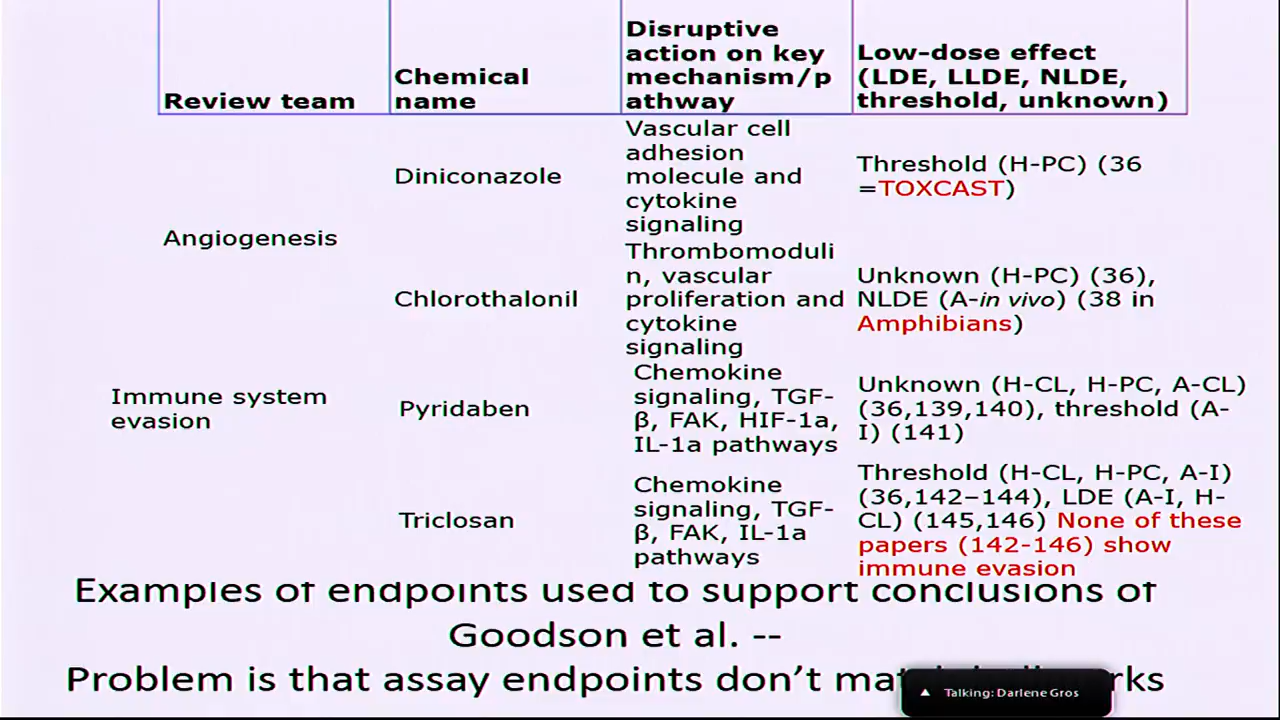 Review team
Chemical
name
Disruptive
action on key
mechanism/p
athway
Low-dose effect
(LDE, LLDE, NLDE,
threshold, unknown)
Angiogenesis
Diniconazole
Vascular cell
adhesion
molecule and
cytokine
signaling
Threshold (H-PC) (36
=TOXCAST)
Chlorothalonil
Thrombomoduli
n, vascular
proliferation and
cytokine
signaling
Unknown (H-PC) (36),
NLDE (A-in vivo) (38 in
Amphibians)
Immune system
evasion
Pyridaben
Chemokine
signaling, TGF-
β, FAK, HIF-1a,
IL-1a pathways
Unknown (H-CL, H-PC, A-CL)
(36,139,140), threshold (A-
I) (141)
Triclosan
Chemokine
signaling, TGF-
β, FAK, IL-1a
pathways
Threshold (H-CL, H-PC, A-I)
(36,142–144), LDE (A-I, H-
CL) (145,146) None of these
papers (142-146) show
immune evasion
Examples of endpoints used to support conclusions of
Goodson et al. --
Problem is that assay endpoints don’t
Talking: Darlene Gros